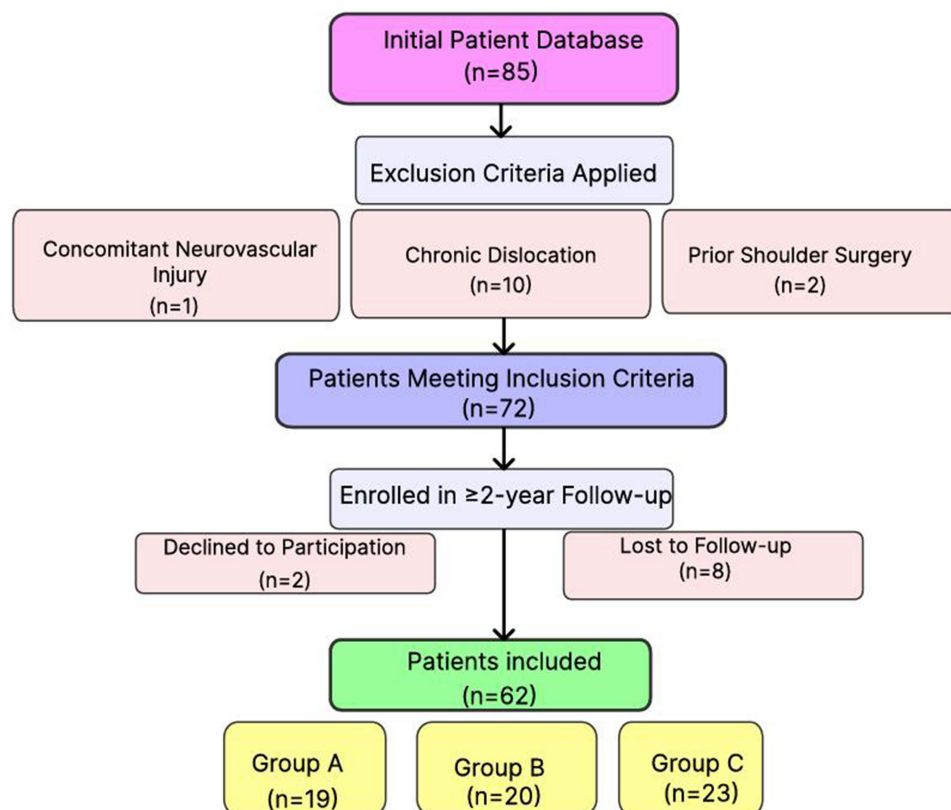 Initial Patient Database
(n=85)
Exclusion Criteria Applied
Concomitant Neurovascular
Injury
(n=1)
Chronic Dislocation
(n=10)
Prior Shoulder Surgery
(n=2)
Patients Meeting Inclusion Criteria
(n=72)
Enrolled in ≥2-year Follow-up
Declined to Participation
(n=2)
Lost to Follow-up
(n=8)
Patients included
(n=62)
Group A
(n=19)
Group B
(n=20)
Group C
(n=23)